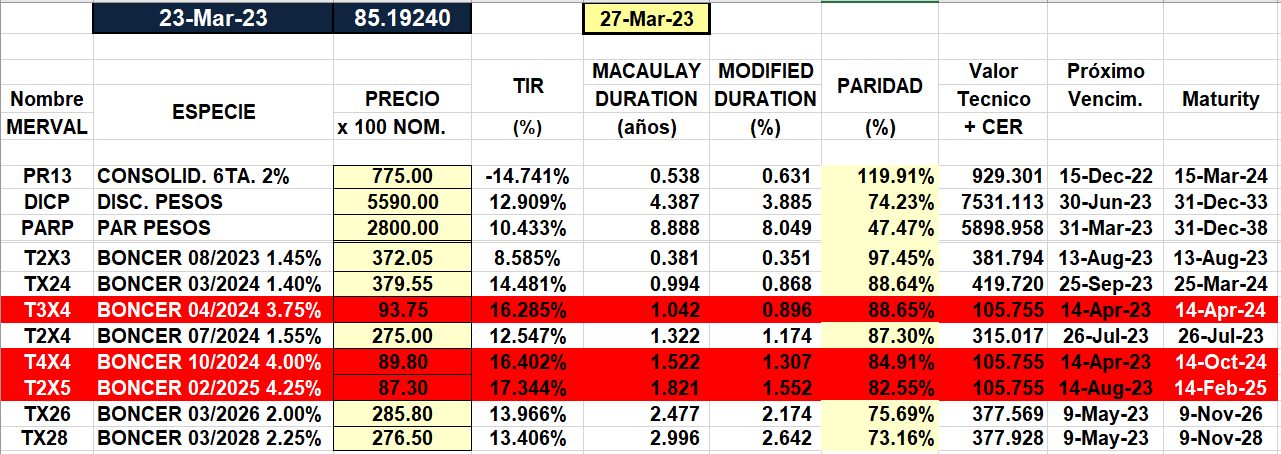 23-Mar-23 85.19240 27-Mar-23
MACAULAY MODIFIED Valor Próximo
TIR PARIDAD
Nombre DURATION DURATION Tecnico Vencim. Maturity
ESPECIE PRECIO
MERVAL x 100 NOM. (%) (años) (%) (%) + CER
PR13 CONSOLID. 6TA. 2% 775.00 -14.741% 0.538 0.631 119.91% 929.301 15-Dec-22 15-Mar-24
DICP DISC. PESOS 5590.00 12.909% 4.387 3.885 74.23% 7531.113 30-Jun-23 31-Dec-33
PARP PAR PESOS 2800.00 10.433% 8.888 8.049 47.47% 5898.958 31-Mar-23 31-Dec-38
T2X3 BONCER 08/2023 1.45% 372.05 8.585% 0.381 0.351 97.45% 381.794 13-Aug-23 13-Aug-23
TX24 BONCER 03/2024 1.40% 379.55 14.481% 0.994 0.868 88.64% 419.720 25-Sep-23 25-Mar-24
T3X4 BONCER 04/2024 3.75% 93.75 16.285% 1.042 0.896 88.65% 105.755 14-Apr-23 14-Apr-24
T2X4 BONCER 07/2024 1.55% 275.00 12.547% 1.322 1.174 87.30% 315.017 26-Jul-23 26-Jul-23
T4X4 BONCER 10/2024 4.00% 89.80 16.402% 1.522 1.307 84.91% 105.755 14-Apr-23 14-Oct-24
T2X5 BONCER 02/2025 4.25% 87.30 17.344% 1.821 1.552 82.55% 105.755 14-Aug-23 14-Feb-25
TX26 BONCER 03/2026 2.00% 285.80 13.966% 2.477 2.174 75.69% 377.569 9-May-23 9-Nov-26
TX28 BONCER 03/2028 2.25% 276.50 13.406% 2.996 2.642 73.16% 377.928 9-May-23 9-Nov-28